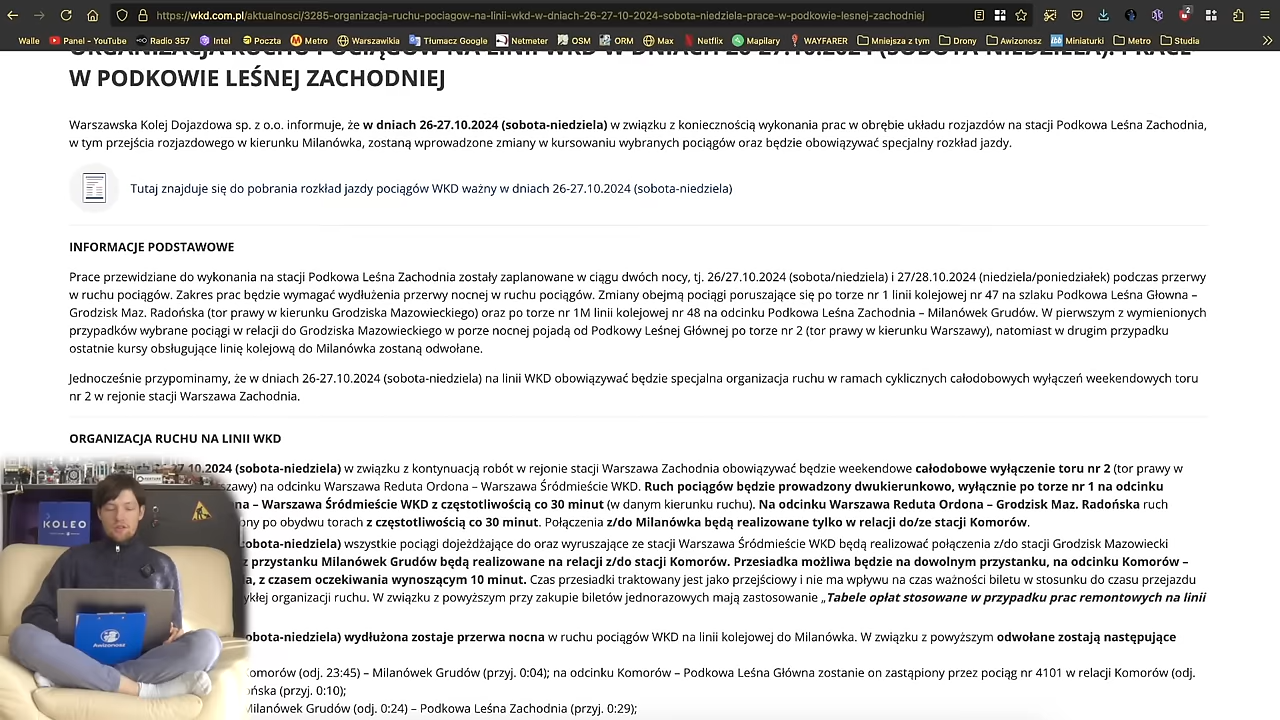 https://wkd.com.pl/aktualnosci/3285-organizacja-ruchu-pociagow-na-linii-wkd-w-dniach-26-27-10-2024-sobota-niedziela-prace-w-podkowie-lesnej-zachodniej
2
Walle Panel - YouTube Radio 357 Intel Poczta Metro Warszawikia Tłumacz Google Netmeter OSM ORM Max Netflix Mapilary WAYFARER Mniejsza z tym Drony Awizonosz Miniaturki Metro Studia
ORGANIZACJA RUCHU POCIĄGÓW NA LINII WKD W DNIACH 26-27.10.2024 (SOBOTA-NIEDZIELA). PRACE
W PODKOWIE LEŚNEJ ZACHODNIEJ
Warszawska Kolej Dojazdowa sp. z o.o. informuje, że w dniach 26-27.10.2024 (sobota-niedziela) w związku z koniecznością wykonania prac w obrębie układu rozjazdów na stacji Podkowa Leśna Zachodnia,
w tym przejścia rozjazdowego w kierunku Milanówka, zostaną wprowadzone zmiany w kursowaniu wybranych pociągów oraz będzie obowiązywać specjalny rozkład jazdy.
Tutaj znajduje się do pobrania rozkład jazdy pociągów WKD ważny w dniach 26-27.10.2024 (sobota-niedziela)
INFORMACJE PODSTAWOWE
Prace przewidziane do wykonania na stacji Podkowa Leśna Zachodnia zostały zaplanowane w ciągu dwóch nocy, tj. 26/27.10.2024 (sobota/niedziela) i 27/28.10.2024 (niedziela/poniedziałek) podczas przerwy
w ruchu pociągów. Zakres prac będzie wymagać wydłużenia przerwy nocnej w ruchu pociągów. Zmiany obejmą pociągi poruszające się po torze nr 1 linii kolejowej nr 47 na szlaku Podkowa Leśna Głowna –
Grodzisk Maz. Radońska (tor prawy w kierunku Grodziska Mazowieckiego) oraz po torze nr 1M linii kolejowej nr 48 na odcinku Podkowa Leśna Zachodnia – Milanówek Grudów. W pierwszym z wymienionych
przypadków wybrane pociągi w relacji do Grodziska Mazowieckiego w porze nocnej pojadą od Podkowy Leśnej Głównej po torze nr 2 (tor prawy w kierunku Warszawy), natomiast w drugim przypadku
ostatnie kursy obsługujące linię kolejową do Milanówka zostaną odwołane.
Jednocześnie przypominamy, że w dniach 26-27.10.2024 (sobota-niedziela) na linii WKD obowiązywać będzie specjalna organizacja ruchu w ramach cyklicznych całodobowych wyłączeń weekendowych toru
nr 2 w rejonie stacji Warszawa Zachodnia.
ORGANIZACJA RUCHU NA LINII WKD
27.10.2024 (sobota-niedziela) w związku z kontynuacją robót w rejonie stacji Warszawa Zachodnia obowiązywać będzie weekendowe całodobowe wyłączenie toru nr 2 (tor prawy w
szawy) na odcinku Warszawa Reduta Ordona – Warszawa Śródmieście WKD. Ruch pociągów będzie prowadzony dwukierunkowo, wyłącznie po torze nr 1 na odcinku
na – Warszawa Śródmieście WKD z częstotliwością co 30 minut (w danym kierunku ruchu). Na odcinku Warszawa Reduta Ordona – Grodzisk Maz. Radońska ruch
pny po obydwu torach z częstotliwością co 30 minut. Połączenia z/do Milanówka będą realizowane tylko w relacji do/ze stacji Komorów.
obota-niedziela) wszystkie pociągi dojeżdżające do oraz wyruszające ze stacji Warszawa Śródmieście WKD będą realizować połączenia z/do stacji Grodzisk Mazowiecki
z przystanku Milanówek Grudów będą realizowane na relacji z/do stacji Komorów. Przesiadka możliwa będzie na dowolnym przystanku, na odcinku Komorów –
a, z czasem oczekiwania wynoszącym 10 minut. Czas przesiadki traktowany jest jako przejściowy i nie ma wpływu na czas ważności biletu w stosunku do czasu przejazdu
ykłej organizacji ruchu. W związku z powyższym przy zakupie biletów jednorazowych mają zastosowanie „Tabele opłat stosowane w przypadku prac remontowych na linii
obota-niedziela) wydłużona zostaje przerwa nocna w ruchu pociągów WKD na linii kolejowej do Milanówka. W związku z powyższym odwołane zostają następujące
omorów (odj. 23:45) – Milanówek Grudów (przyj. 0:04); na odcinku Komorów – Podkowa Leśna Główna zostanie on zastąpiony przez pociąg nr 4101 w relacji Komorów (odj.
ońska (przyj. 0:10);
Milanówek Grudów (odj. 0:24) – Podkowa Leśna Zachodnia (przyj. 0:29);
KOLEO
Awizonosz